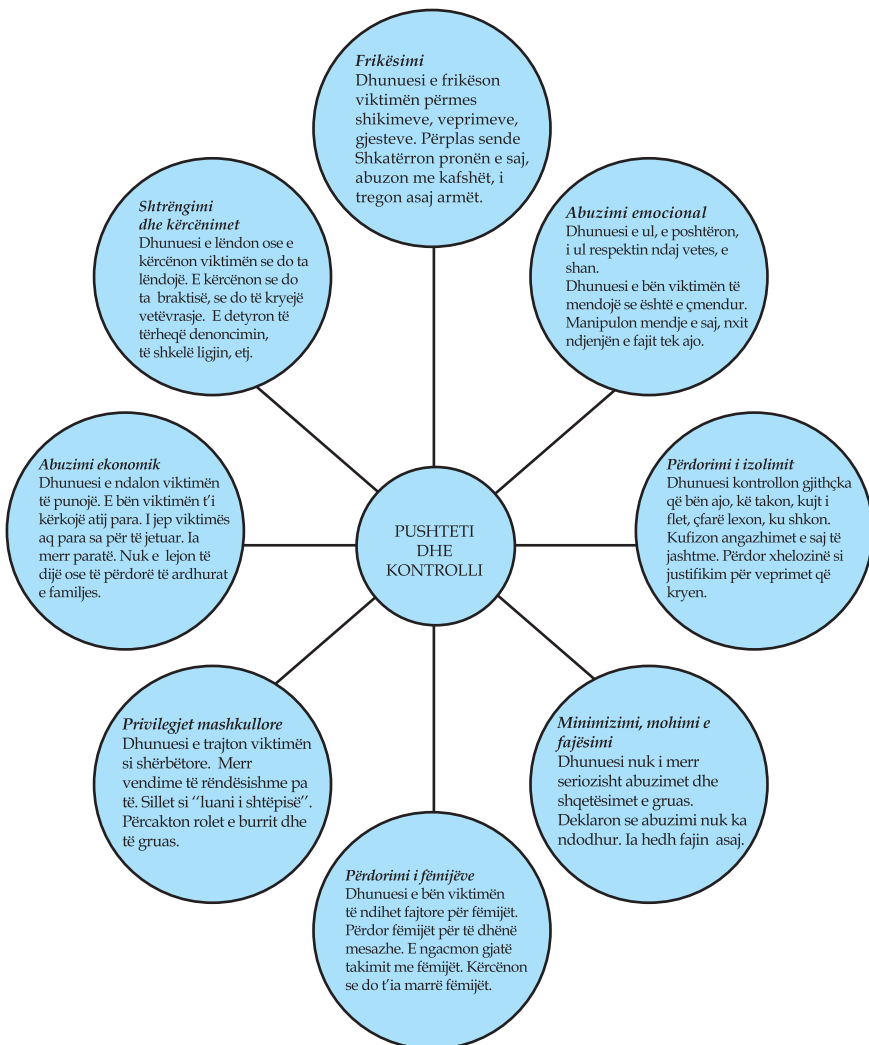 Frikësimi
Dhunuesi e frikëson
viktimën përmes
shikimeve, veprimeve,
gjesteve. Përplas sende
Shkatërron pronën e saj,
abuzon me kafshët, i
tregon asaj armët.
Shtrëngimi
dhe kërcënimet
Dhunuesi e lëndon ose e
kërcënon viktimën se do ta
lëndojë. E kërcënon se do
ta braktisë, se do të kryejë
vetëvrasje. E detyron të
tërheqë denoncimin,
të shkelë ligjin, etj.
Abuzimi emocional
Dhunuesi e ul, e poshtëron,
i ul respektin ndaj vetes, e
shan.
Dhunuesi e bën viktimën të
mendojë se është e çmendur.
Manipulon mendje e saj, nxit
ndjenjën e fajit tek ajo.
Abuzimi ekonomik
Dhunuesi e ndalon viktimën
të punojë. E bën viktimën t'i
kërkojë atij para. I jep viktimës
aq para sa për të jetuar. Ia
merr paratë. Nuk e lejon të
dijë ose të përdorë të ardhurat
e familjes.
PUSHTETI
DHE
KONTROLLI
Përdorimi i izolimit
Dhunuesi kontrollon gjithçka
që bën ajo, kë takon, kujt i
flet, çfarë lexon, ku shkon.
Kufizon angazhimet e saj të
jashtme. Përdor xhelozinë si
justifikim për veprimet që
kryen.
Privilegjet mashkullore
Dhunuesi e trajton viktimën
si shërbëtore. Merr
vendime të rëndësishme pa
të. Sillet si "luani i shtëpisë".
Përcakton rolet e burrit dhe
të gruas.
Minimizimi, mohimi e
fajësimi
Dhunuesi nuk i merr
seriozisht abuzimet dhe
shqetësimet e gruas.
Deklaron se abuzimi nuk ka
ndodhur. Ia hedh fajin asaj.
Përdorimi i fëmijëve
Dhunuesi e bën viktimën
të ndihet fajtore për fëmijët.
Përdor fëmijët për të dhënë
mesazhe. E ngacmon gjatë
takimit me fëmijët. Kërcënon
se do t'ia marrë fëmijët.